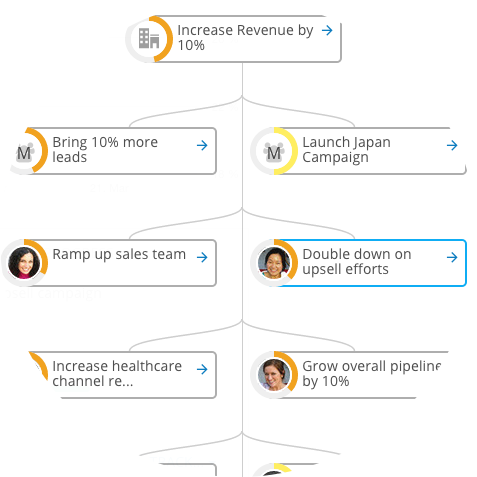 Increase Revenue by
10%
Bring 10% more
leads
M
Launch Japan
Campaign
M
Ramp up sales team
Double down on
upsell efforts
Increase healthcare
channel re...
Grow overall pipeline
by 10%